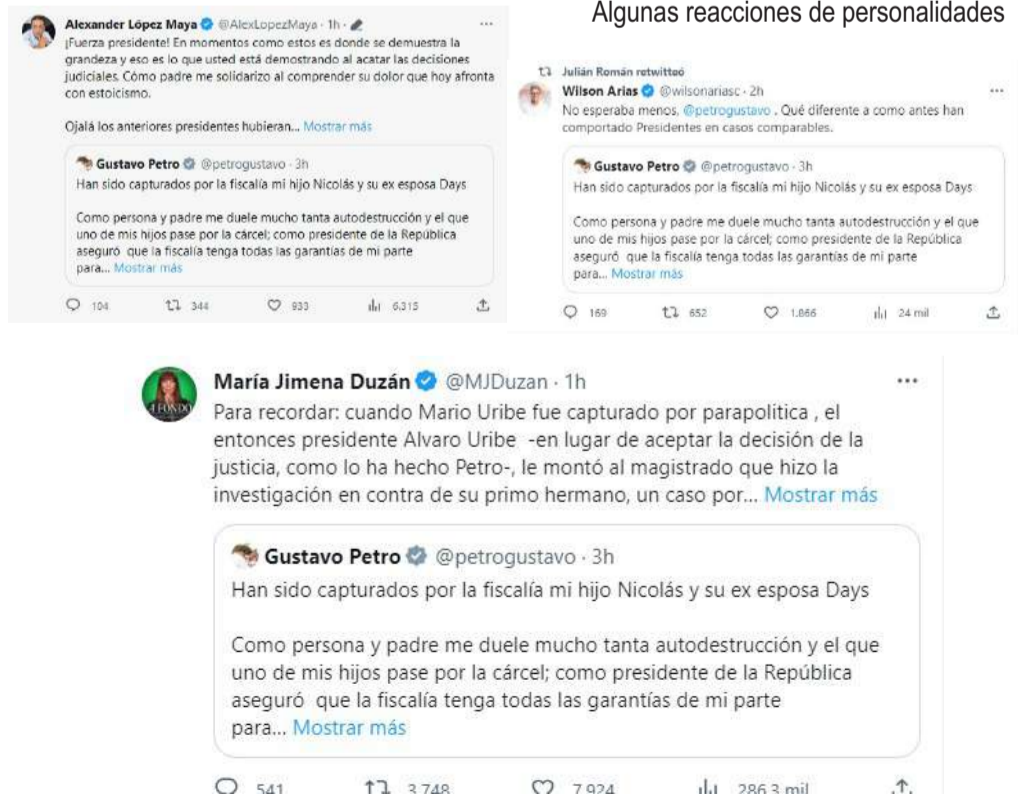 Algunas reacciones de personalidades
Alexander López Maya @AlexLopezMaya · 1h ·
¡Fuerza presidente! En momentos como estos es donde se demuestra la
grandeza y eso es lo que usted está demostrando al acatar las decisiones
judiciales. Cómo padre me solidarizo al comprender su dolor que hoy afronta
con estoicismo.
Ojalá los anteriores presidentes hubieran... Mostrar más
Gustavo Petro @petrogustavo · 3h
Han sido capturados por la fiscalía mi hijo Nicolás y su ex esposa Days
Como persona y padre me duele mucho tanta autodestrucción y el que
uno de mis hijos pase por la cárcel; como presidente de la República
aseguró que la fiscalía tenga todas las garantías de mi parte
para... Mostrar más
104 344 933 6.315
Julián Román retwitteó
Wilson Arias @wilsonariasc · 2h
No esperaba menos, @petrogustavo . Qué diferente a como antes han
comportado Presidentes en casos comparables.
Gustavo Petro @petrogustavo · 3h
Han sido capturados por la fiscalía mi hijo Nicolás y su ex esposa Days
Como persona y padre me duele mucho tanta autodestrucción y el que
uno de mis hijos pase por la cárcel; como presidente de la República
aseguró que la fiscalía tenga todas las garantías de mi parte
para... Mostrar más
169 652 1.866 24 mil
María Jimena Duzán @MJDuzan · 1h
Para recordar: cuando Mario Uribe fue capturado por parapolítica , el
entonces presidente Alvaro Uribe -en lugar de aceptar la decisión de la
justicia, como lo ha hecho Petro-, le montó al magistrado que hizo la
investigación en contra de su primo hermano, un caso por... Mostrar más
A FONDO
Gustavo Petro @petrogustavo · 3h
Han sido capturados por la fiscalía mi hijo Nicolás y su ex esposa Days
Como persona y padre me duele mucho tanta autodestrucción y el que
uno de mis hijos pase por la cárcel; como presidente de la República
aseguró que la fiscalía tenga todas las garantías de mi parte
para... Mostrar más
541 3.748 7.924 286,3 mil